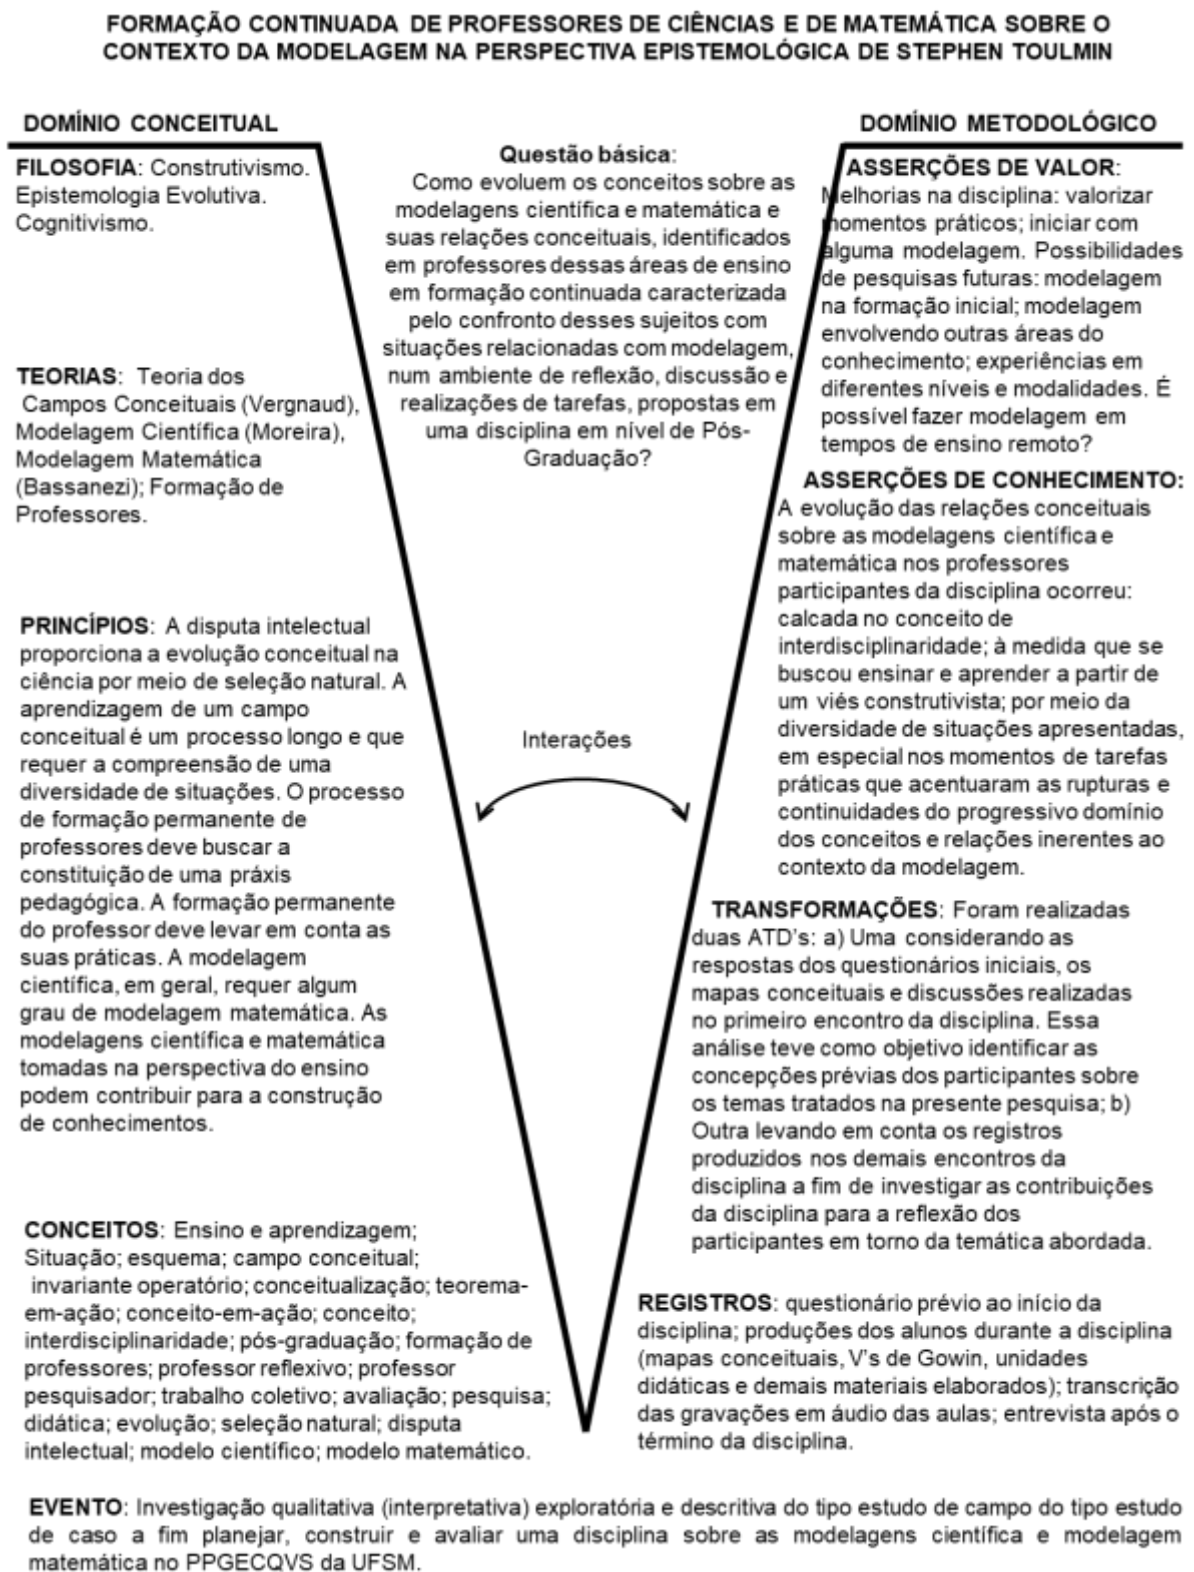 FORMAÇÃO CONTINUADA DE PROFESSORES DE CIÊNCIAS E DE MATEMÁTICA SOBRE O
CONTEXTO DA MODELAGEM NA PERSPECTIVA EPISTEMOLÓGICA DE STEPHEN TOULMIN
DOMÍNIO CONCEITUAL
FILOSOFIA: Construtivismo.
Epistemologia Evolutiva.
Cognitivismo.
TEORIAS: Teoria dos
Campos Conceituais (Vergnaud),
Modelagem Científica (Moreira),
Modelagem Matemática
(Bassanezi); Formação de
Professores.
PRINCÍPIOS: A disputa intelectual
proporciona a evolução conceitual na
ciência por meio de seleção natural. A
aprendizagem de um campo
conceitual é um processo longo e que
requer a compreensão de uma
diversidade de situações. O processo
de formação permanente de
professores deve buscar a
constituição de uma práxis
pedagógica. A formação permanente
do professor deve levar em conta as
suas práticas. A modelagem
científica, em geral, requer algum
grau de modelagem matemática. As
modelagens científica e matemática
tomadas na perspectiva do ensino
podem contribuir para a construção
de conhecimentos.
CONCEITOS: Ensino e aprendizagem;
Situação; esquema; campo conceitual;
invariante operatório; conceitualização; teorema-
em-ação; conceito-em-ação; conceito;
interdisciplinaridade; pós-graduação; formação de
professores; professor reflexivo; professor
pesquisador; trabalho coletivo; avaliação; pesquisa;
didática; evolução; seleção natural; disputa
intelectual; modelo científico; modelo matemático.
Questão básica:
Como evoluem os conceitos sobre as
modelagens científica e matemática e
suas relações conceituais, identificados
em professores dessas áreas de ensino
em formação continuada caracterizada
pelo confronto desses sujeitos com
situações relacionadas com modelagem,
num ambiente de reflexão, discussão e
realizações de tarefas, propostas em
uma disciplina em nível de Pós-
Graduação?
Interações
DOMÍNIO METODOLÓGICO
ASSERÇÕES DE VALOR:
Melhorias na disciplina: valorizar
momentos práticos; iniciar com
alguma modelagem. Possibilidades
de pesquisas futuras: modelagem
na formação inicial; modelagem
envolvendo outras áreas do
conhecimento; experiências em
diferentes níveis e modalidades. É
possível fazer modelagem em
tempos de ensino remoto?
ASSERÇÕES DE CONHECIMENTO:
A evolução das relações conceituais
sobre as modelagens científica e
matemática nos professores
participantes da disciplina ocorreu:
calcada no conceito de
interdisciplinaridade; à medida que se
buscou ensinar e aprender a partir de
um viés construtivista; por meio da
diversidade de situações apresentadas,
em especial nos momentos de tarefas
práticas que acentuaram as rupturas e
continuidades do progressivo domínio
dos conceitos e relações inerentes ao
contexto da modelagem.
TRANSFORMAÇÕES: Foram realizadas
duas ATD's: a) Uma considerando as
respostas dos questionários iniciais, os
mapas conceituais e discussões realizadas
no primeiro encontro da disciplina. Essa
análise teve como objetivo identificar as
concepções prévias dos participantes sobre
os temas tratados na presente pesquisa; b)
Outra levando em conta os registros
produzidos nos demais encontros da
disciplina a fim de investigar as contribuições
da disciplina para a reflexão dos
participantes em torno da temática abordada.
REGISTROS: questionário prévio ao início da
disciplina; produções dos alunos durante a disciplina
(mapas conceituais, V's de Gowin, unidades
didáticas e demais materiais elaborados); transcrição
das gravações em áudio das aulas; entrevista após o
término da disciplina.
EVENTO: Investigação qualitativa (interpretativa) exploratória e descritiva do tipo estudo de campo do tipo estudo
de caso a fim planejar, construir e avaliar uma disciplina sobre as modelagens científica e modelagem
matemática no PPGECQVS da UFSM.